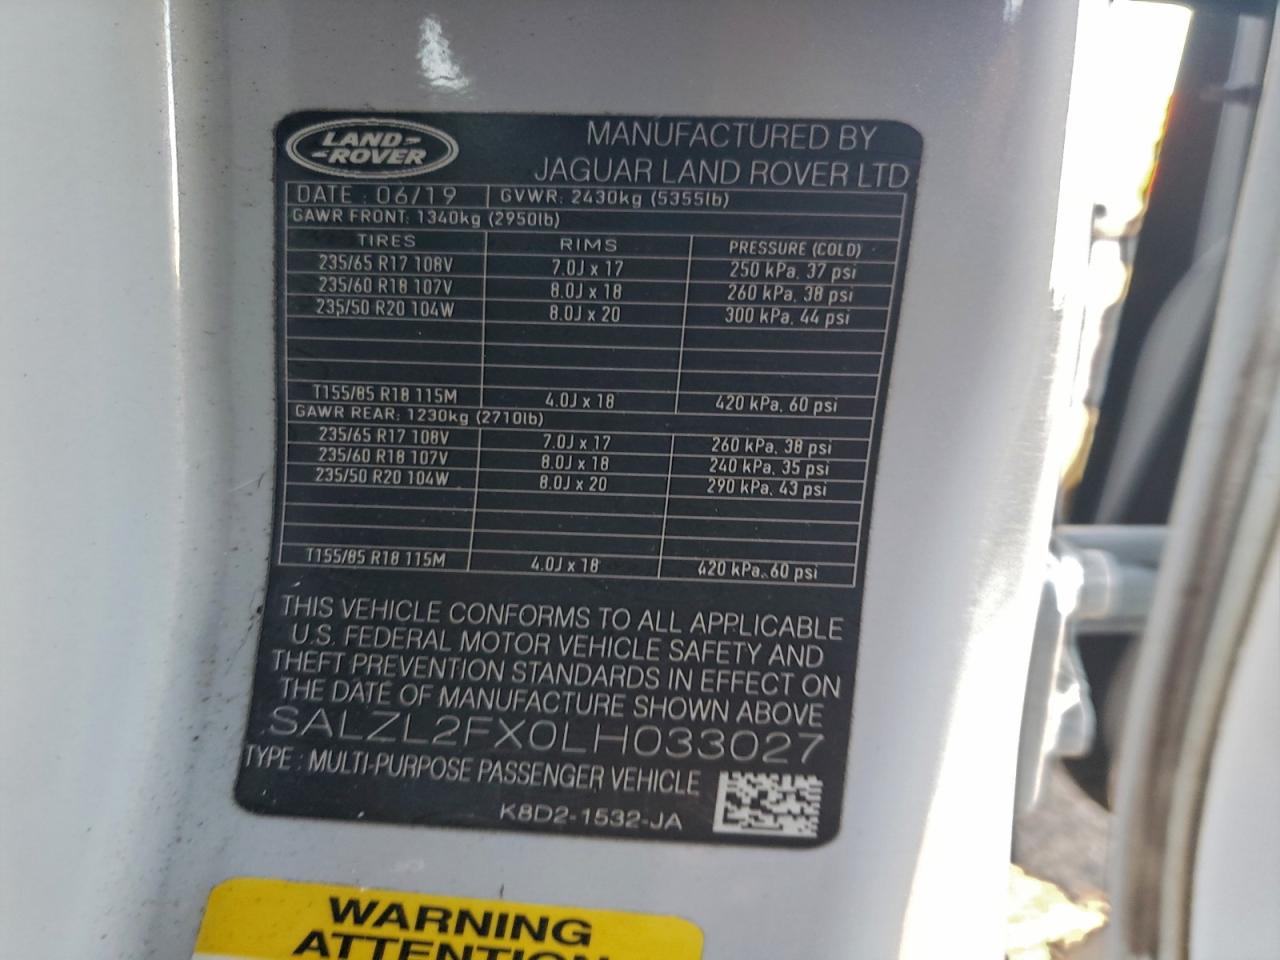 LAND-
-ROVER
MANUFACTURED BY
JAGUAR LAND ROVER LTD
DATE : 06/19 GVWR: 2430kg (5355lb)
GAWR FRONT: 1340kg (2950lb)
TIRES RIMS PRESSURE (COLD)
235/65 R17 108V 7.0J x 17 250 kPa, 37 psi
235/60 R18 107V 8.0J x 18 260 kPa, 38 psi
235/50 R20 104W 8.0J x 20 300 kPa, 44 psi
T155/85 R18 115M 4.0J x 18 420 kPa, 60 psi
GAWR REAR: 1230kg (2710lb)
235/65 R17 108V 7.0J x 17 260 kPa, 38 psi
235/60 R18 107V 8.0J x 18 240 kPa, 35 psi
235/50 R20 104W 8.0J x 20 290 kPa, 43 psi
T155/85 R18 115M 4.0J x 18 420 kPa, 60 psi
THIS VEHICLE CONFORMS TO ALL APPLICABLE
U.S. FEDERAL MOTOR VEHICLE SAFETY AND
THEFT PREVENTION STANDARDS IN EFFECT ON
THE DATE OF MANUFACTURE SHOWN ABOVE
SALZL2FX0LH033027
TYPE : MULTI-PURPOSE PASSENGER VEHICLE
K8D2-1532-JA
WARNING
ATTENTION